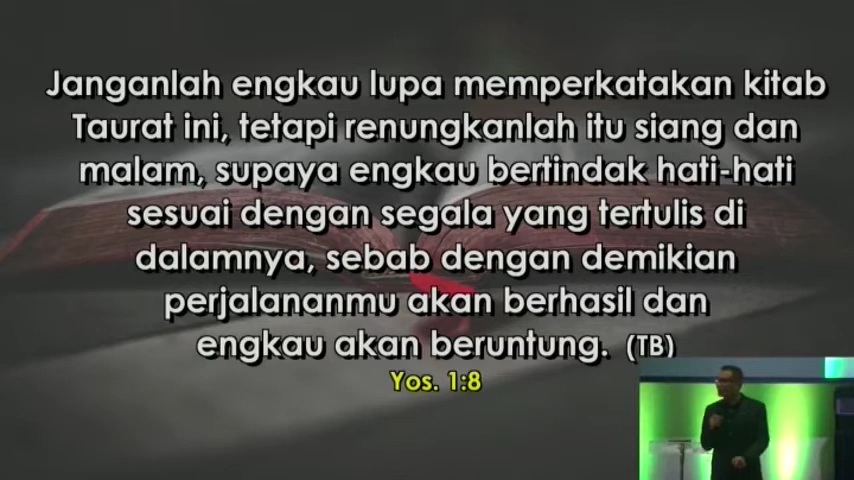 Janganlah engkau lupa memperkatakan kitab
Taurat ini, tetapi renungkanlah itu siang dan
malam, supaya engkau bertindak hati-hati
sesuai dengan segala yang tertulis di
dalamnya, sebab dengan demikian
perjalananmu akan berhasil dan
engkau akan beruntung. (TB)
Yos. 1:8